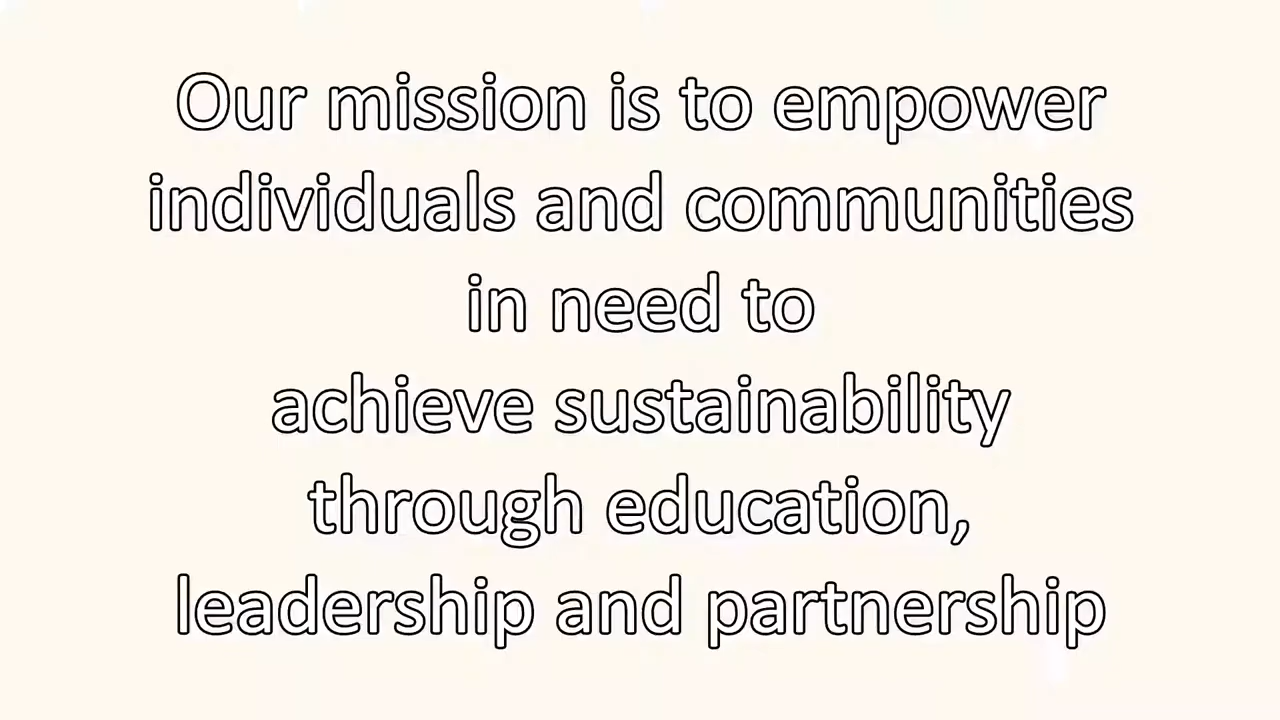 Our mission is to empower
individuals and communities
in need to
achieve sustainability
through education,
leadership and partnership